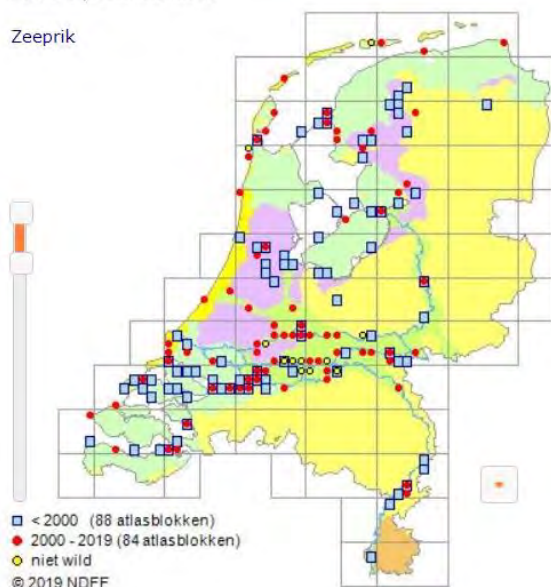 Zeeprik
< 2000 (88 atlasblokken)
2000 - 2019 (84 atlasblokken)
niet wild
© 2019 NDFF